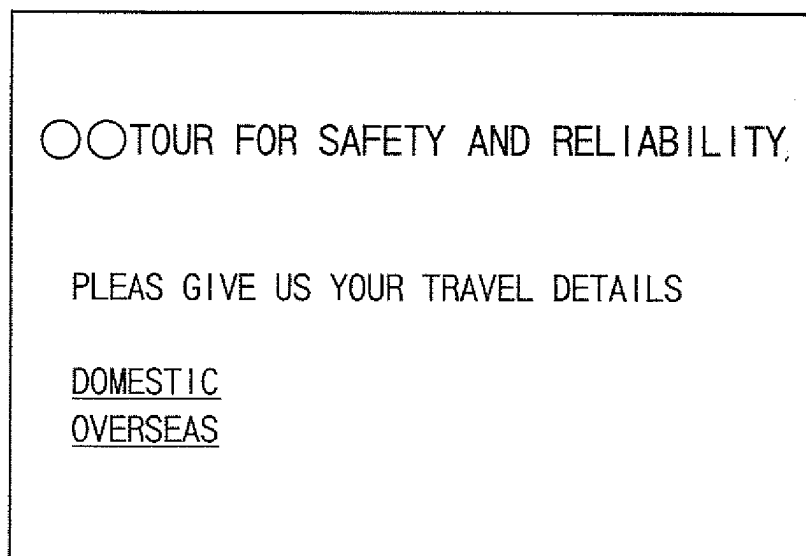 ○○TOUR FOR SAFETY AND RELIABILITY
PLEAS GIVE US YOUR TRAVEL DETAILS
DOMESTIC
OVERSEAS